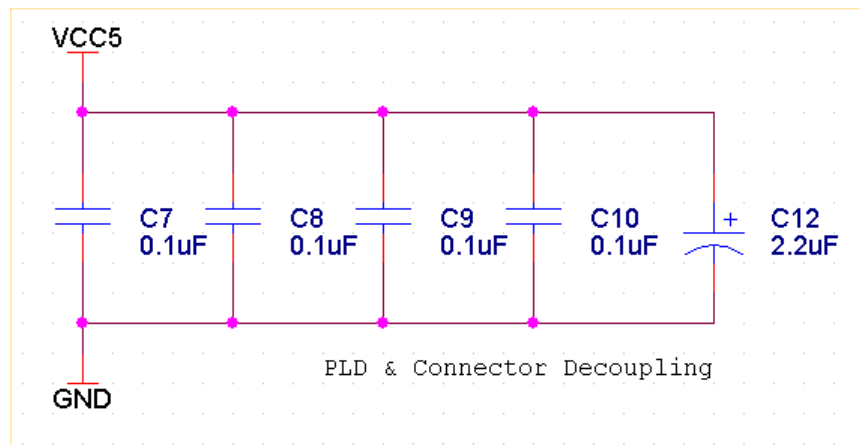 VCC5
C7
0.1uF
C8
0.1uF
C9
0.1uF
C10
0.1uF
+
C12
2.2uF
PLD & Connector Decoupling
GND